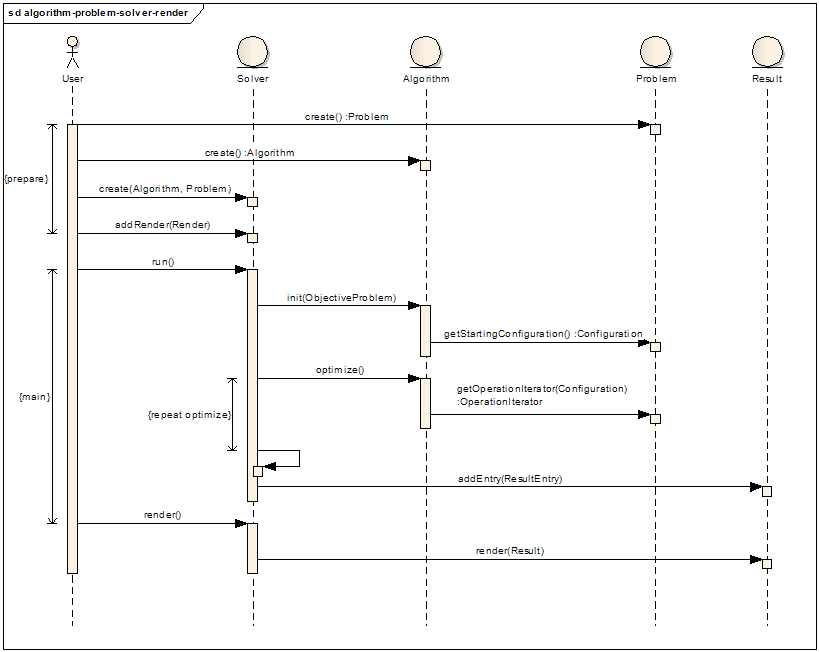 sd algorithm-problem-solver-render
User
Solver
Algorithm
Problem
Result
create() :Problem
create() :Algorithm
{prepare}
create(Algorithm, Problem)
addRender(Render)
run()
init(ObjectiveProblem)
getStartingConfiguration() :Configuration
optimize()
getOperationIterator(Configuration)
:OperationIterator
{main}
{repeat optimize}
addEntry(ResultEntry)
render()
render(Result)